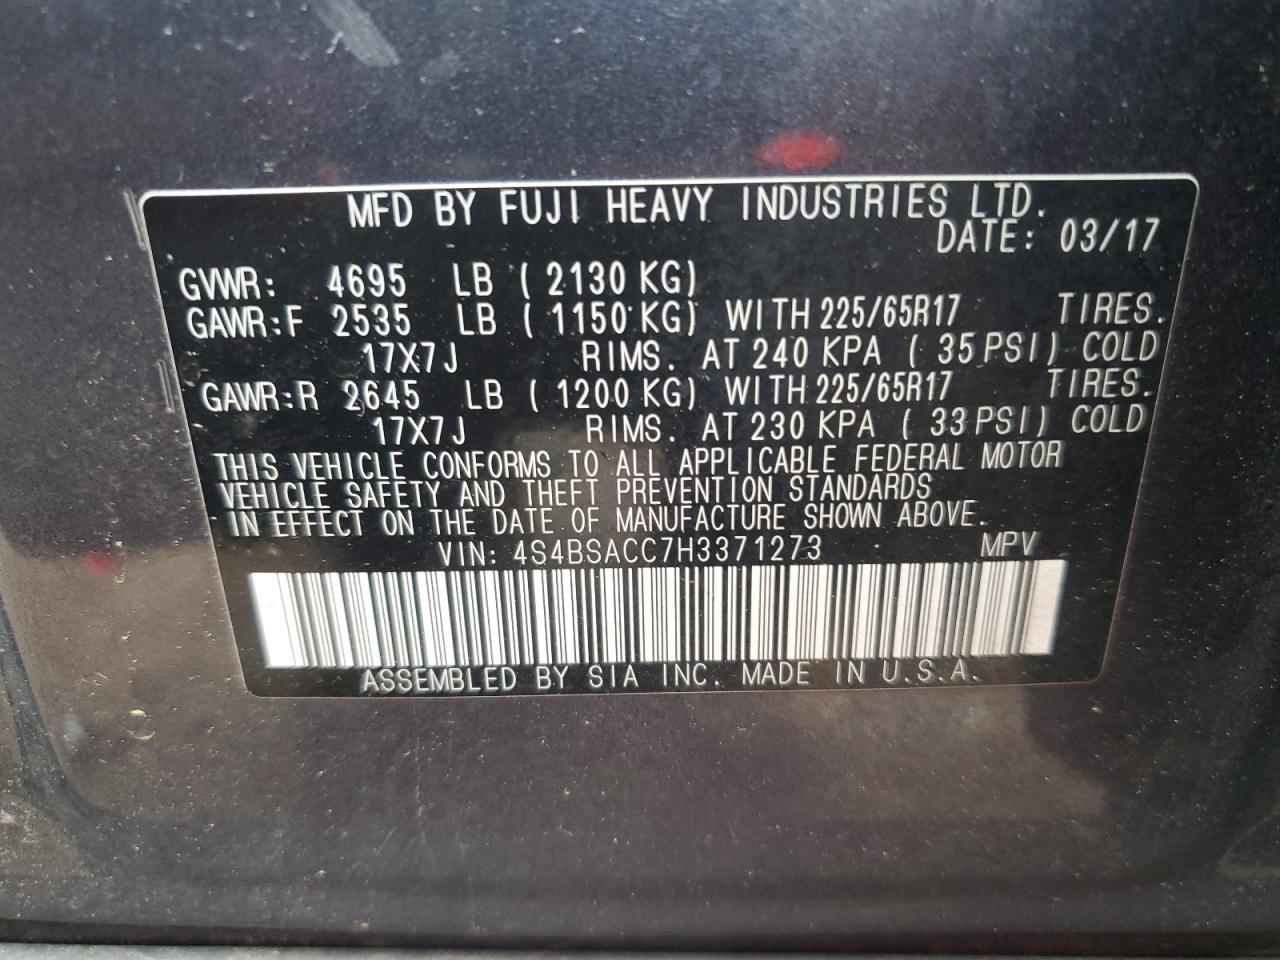 MFD BY FUJI HEAVY INDUSTRIES LTD.
DATE: 03/17
GVWR: 4695 LB ( 2130 KG)
GAWR:F 2535 LB ( 1150 KG) WITH 225/65R17 TIRES.
17X7J RIMS. AT 240 KPA ( 35 PSI) COLD
GAWR:R 2645 LB ( 1200 KG) WITH 225/65R17 TIRES.
17X7J RIMS. AT 230 KPA ( 33 PSI) COLD
THIS VEHICLE CONFORMS TO ALL APPLICABLE FEDERAL MOTOR
VEHICLE SAFETY AND THEFT PREVENTION STANDARDS
IN EFFECT ON THE DATE OF MANUFACTURE SHOWN ABOVE.
VIN: 4S4BSACC7H3371273 MPV
ASSEMBLED BY SIA INC. MADE IN U.S.A.